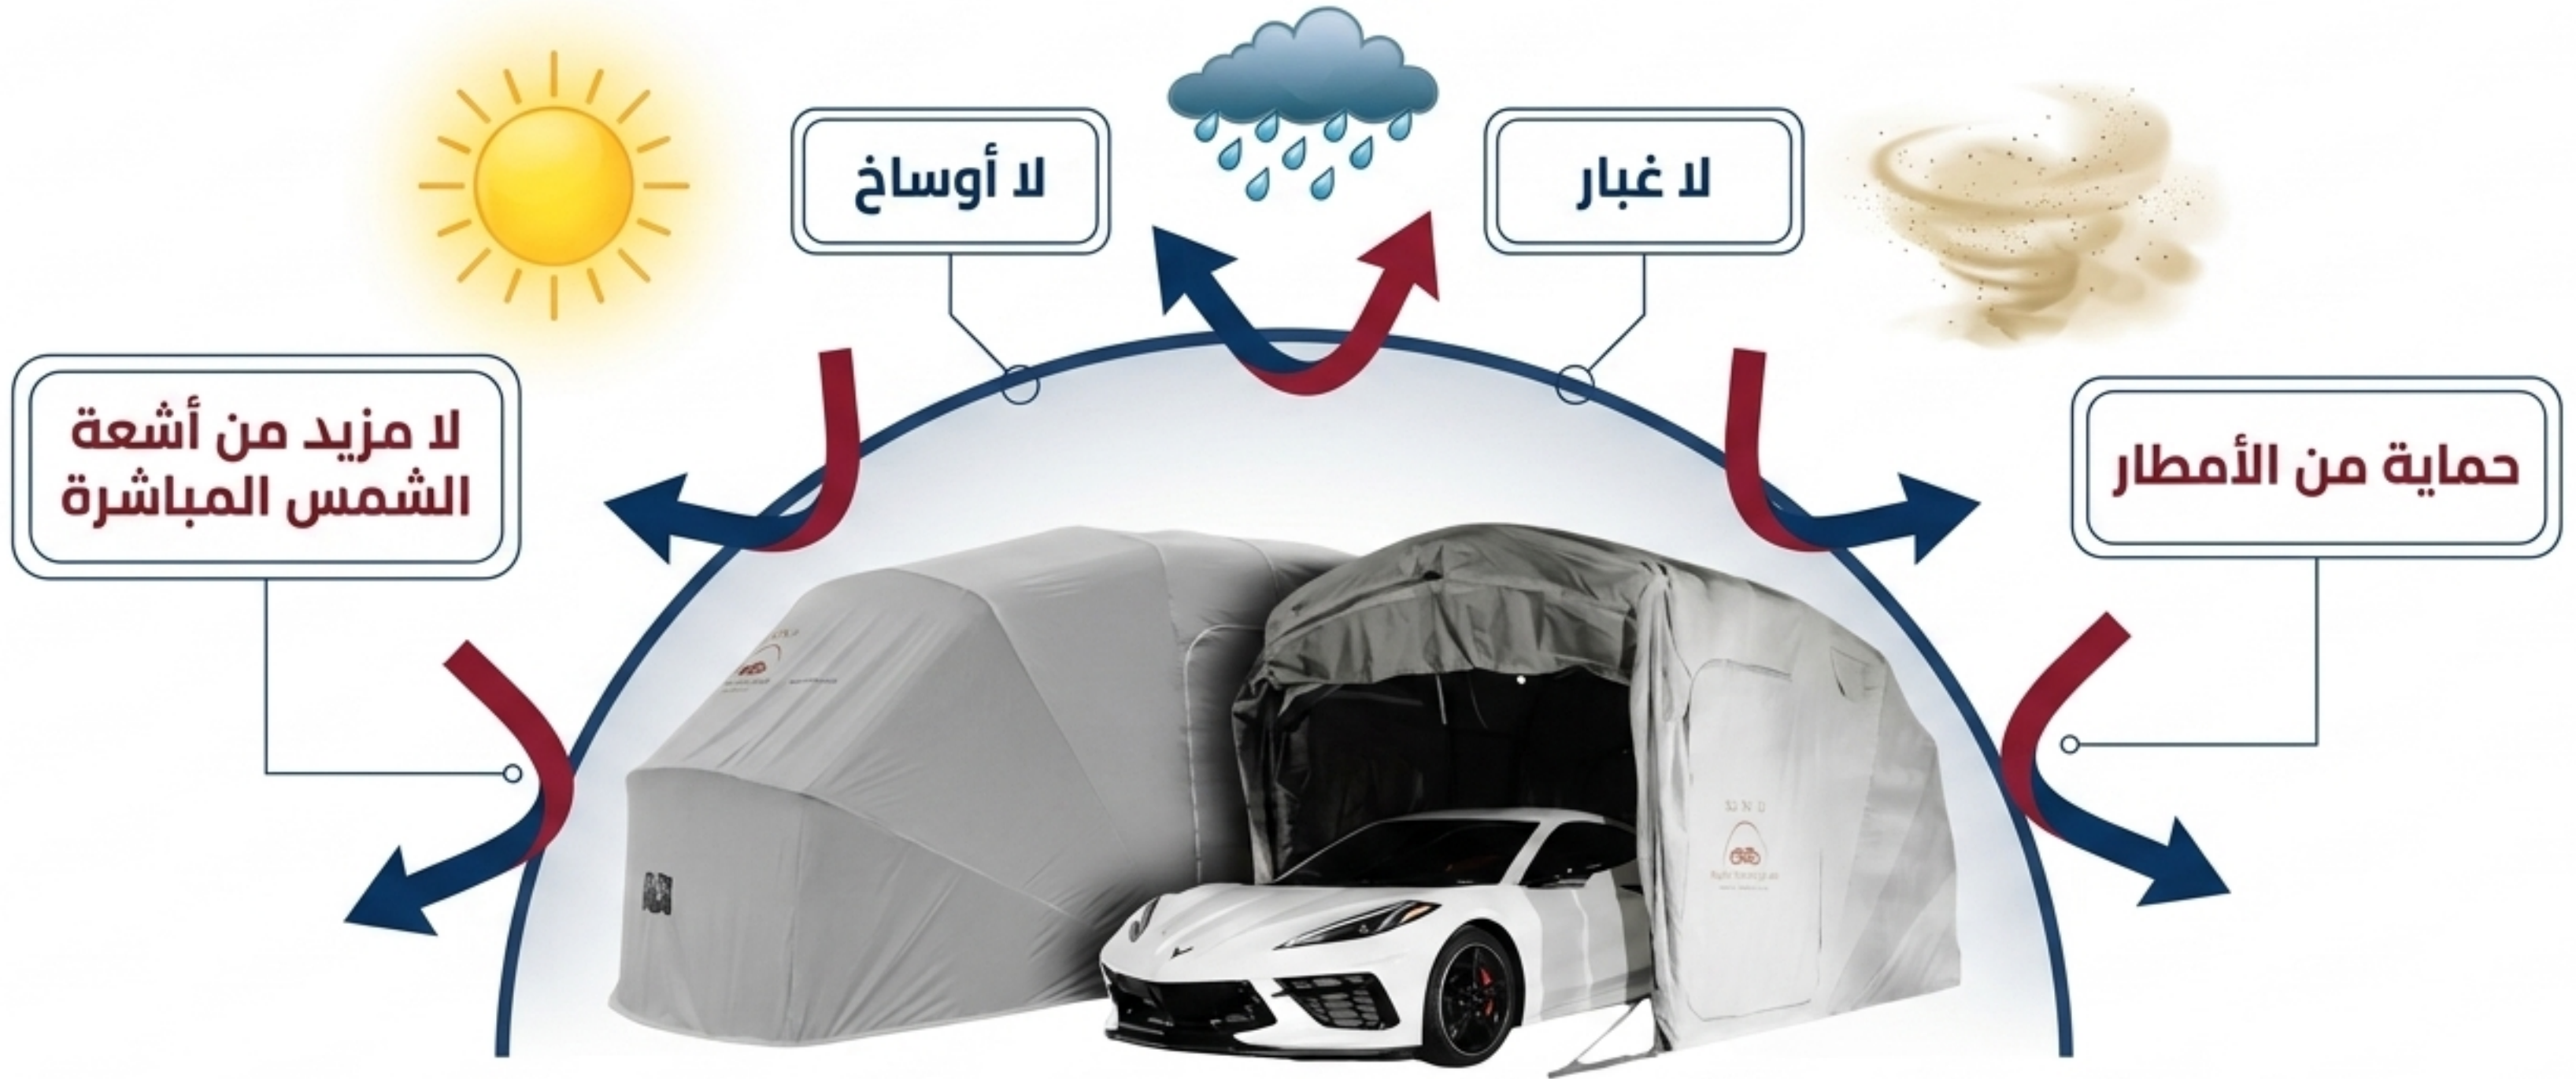 لا أوساخ
لا غبار
لا مزيد من أشعة
الشمس المباشرة
حماية من الأمطار